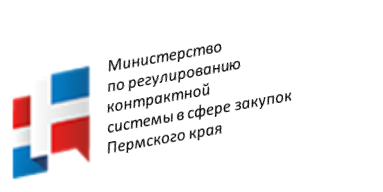 Министерство
по регулированию
контрактной
системы в сфере закупок
Пермского края